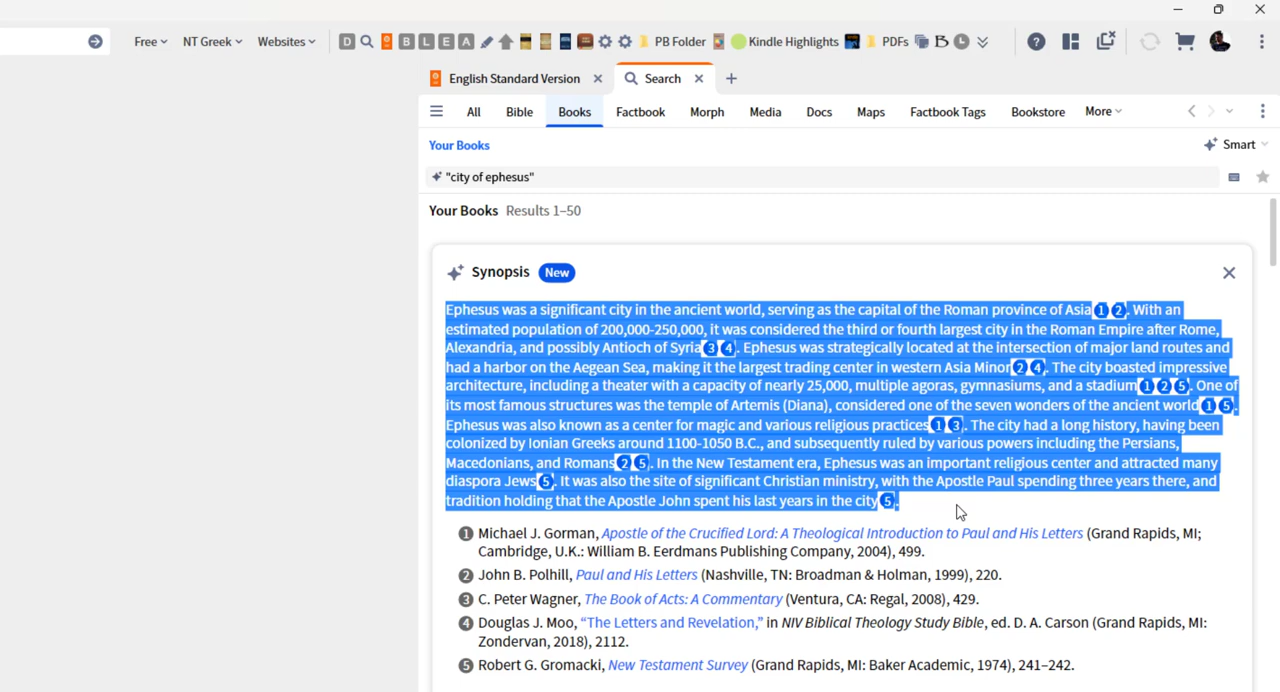 Free NT Greek Websites D B L E A PB Folder Kindle Highlights PDFs B
English Standard Version Search
All Bible Books Factbook Morph Media Docs Maps Factbook Tags Bookstore More
Your Books Smart
"city of ephesus"
Your Books Results 1–50
Synopsis New
Ephesus was a significant city in the ancient world, serving as the capital of the Roman province of Asia 1 2. With an
estimated population of 200,000-250,000, it was considered the third or fourth largest city in the Roman Empire after Rome,
Alexandria, and possibly Antioch of Syria 3 4. Ephesus was strategically located at the intersection of major land routes and
had a harbor on the Aegean Sea, making it the largest trading center in western Asia Minor 2 4. The city boasted impressive
architecture, including a theater with a capacity of nearly 25,000, multiple agoras, gymnasiums, and a stadium 1 2 5. One of
its most famous structures was the temple of Artemis (Diana), considered one of the seven wonders of the ancient world 1 5.
Ephesus was also known as a center for magic and various religious practices 1 3. The city had a long history, having been
colonized by Ionian Greeks around 1100-1050 B.C., and subsequently ruled by various powers including the Persians,
Macedonians, and Romans 2 5. In the New Testament era, Ephesus was an important religious center and attracted many
diaspora Jews 5. It was also the site of significant Christian ministry, with the Apostle Paul spending three years there, and
tradition holding that the Apostle John spent his last years in the city 5.
1 Michael J. Gorman, Apostle of the Crucified Lord: A Theological Introduction to Paul and His Letters (Grand Rapids, MI;
Cambridge, U.K.: William B. Eerdmans Publishing Company, 2004), 499.
2 John B. Polhill, Paul and His Letters (Nashville, TN: Broadman & Holman, 1999), 220.
3 C. Peter Wagner, The Book of Acts: A Commentary (Ventura, CA: Regal, 2008), 429.
4 Douglas J. Moo, “The Letters and Revelation,” in NIV Biblical Theology Study Bible, ed. D. A. Carson (Grand Rapids, MI:
Zondervan, 2018), 2112.
5 Robert G. Gromacki, New Testament Survey (Grand Rapids, MI: Baker Academic, 1974), 241–242.